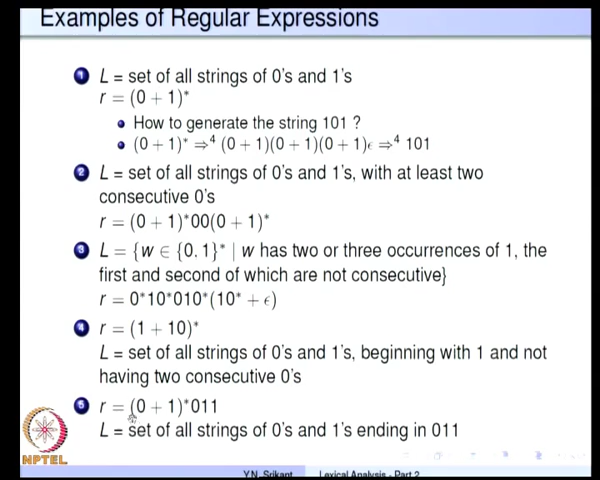 Examples of Regular Expressions
1 L = set of all strings of 0's and 1's
r = (0 + 1)*
• How to generate the string 101 ?
• (0 + 1)* ⇒⁴ (0 + 1)(0 + 1)(0 + 1)ϵ ⇒⁴ 101
2 L = set of all strings of 0's and 1's, with at least two
consecutive 0's
r = (0 + 1)*00(0 + 1)*
3 L = {w ∈ {0, 1}* | w has two or three occurrences of 1, the
first and second of which are not consecutive}
r = 0*10*010*(10* + ϵ)
4 r = (1 + 10)*
L = set of all strings of 0's and 1's, beginning with 1 and not
having two consecutive 0's
5 r = (0 + 1)*011
L = set of all strings of 0's and 1's ending in 011
NPTEL
Y.N. Srikant Lexical Analysis - Part 2